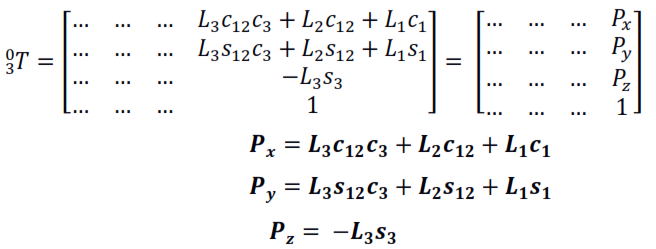 ⁰₃T = [... ... ... L₃c₁₂c₃ + L₂c₁₂ + L₁c₁ ... ... ... L₃s₁₂c₃ + L₂s₁₂ + L₁s₁ ... ... ... −L₃s₃ ... ... ... 1] = [... ... ... Pₓ ... ... ... P_y ... ... ... P_z ... ... ... 1]
Pₓ = L₃c₁₂c₃ + L₂c₁₂ + L₁c₁
P_y = L₃s₁₂c₃ + L₂s₁₂ + L₁s₁
P_z = −L₃s₃